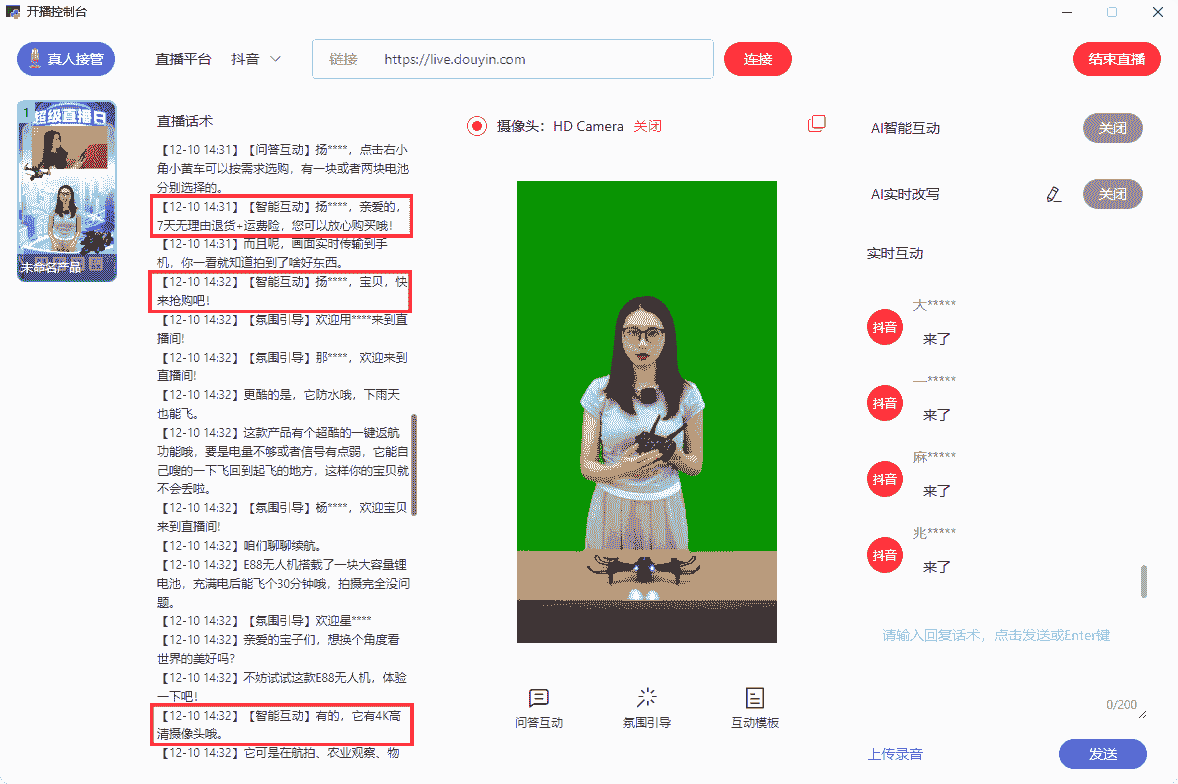 开播控制台
真人接管
直播平台
抖音
链接
https://live.douyin.com
连接
结束直播
1
超级直播日
未命名产品
直播话术
【12-10 14:31】【问答互动】扬****，点击右小
角小黄车可以按需求选购，有一块或者两块电池
分别选择的。
【12-10 14:31】【智能互动】扬****，亲爱的，
7天无理由退货+运费险，您可以放心购买哦！
【12-10 14:31】而且呢，画面实时传输到手
机，你一看就知道拍到了啥好东西。
【12-10 14:32】【智能互动】扬****，宝贝，快
来抢购吧！
【12-10 14:32】【氛围引导】欢迎用****来到直
播间!
【12-10 14:32】【氛围引导】那****，欢迎来到
直播间!
【12-10 14:32】更酷的是，它防水哦，下雨天
也能飞。
【12-10 14:32】这款产品有个超酷的一键返航
功能哦，要是电量不够或者信号有点弱，它能自
己嗖的一下飞回到起飞的地方，这样你的宝贝就
不会丢啦。
【12-10 14:32】【氛围引导】杨****，欢迎宝贝
来到直播间!
【12-10 14:32】咱们聊聊续航。
【12-10 14:32】E88无人机搭载了一块大容量锂
电池，充满电后能飞个30分钟哦，拍摄完全没问
题。
【12-10 14:32】【氛围引导】欢迎星****
【12-10 14:32】亲爱的宝子们，想换个角度看
世界的美好吗?
【12-10 14:32】不妨试试这款E88无人机，体验
一下吧！
【12-10 14:32】【智能互动】有的，它有4K高
清摄像头哦。
【12-10 14:32】它可是在航拍、农业观察、物
摄像头：
HD Camera
关闭
问答互动
氛围引导
互动模板
AI智能互动
关闭
AI实时改写
关闭
实时互动
大*****
抖音
来了
一*****
抖音
来了
麻*****
抖音
来了
兆*****
抖音
来了
请输入回复话术，点击发送或Enter键
0/200
上传录音
发送